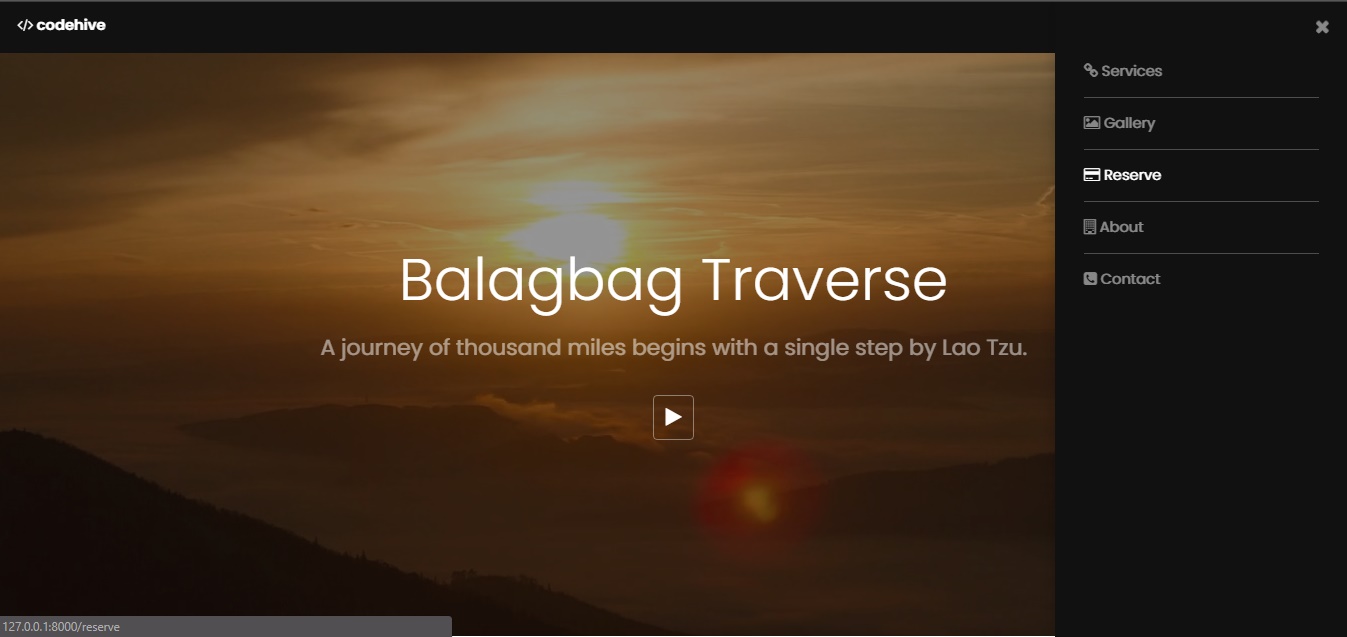 </> codehive
Services
Gallery
Reserve
About
Contact
Balagbag Traverse
A journey of thousand miles begins with a single step by Lao Tzu.
127.0.0.1:8000/reserve